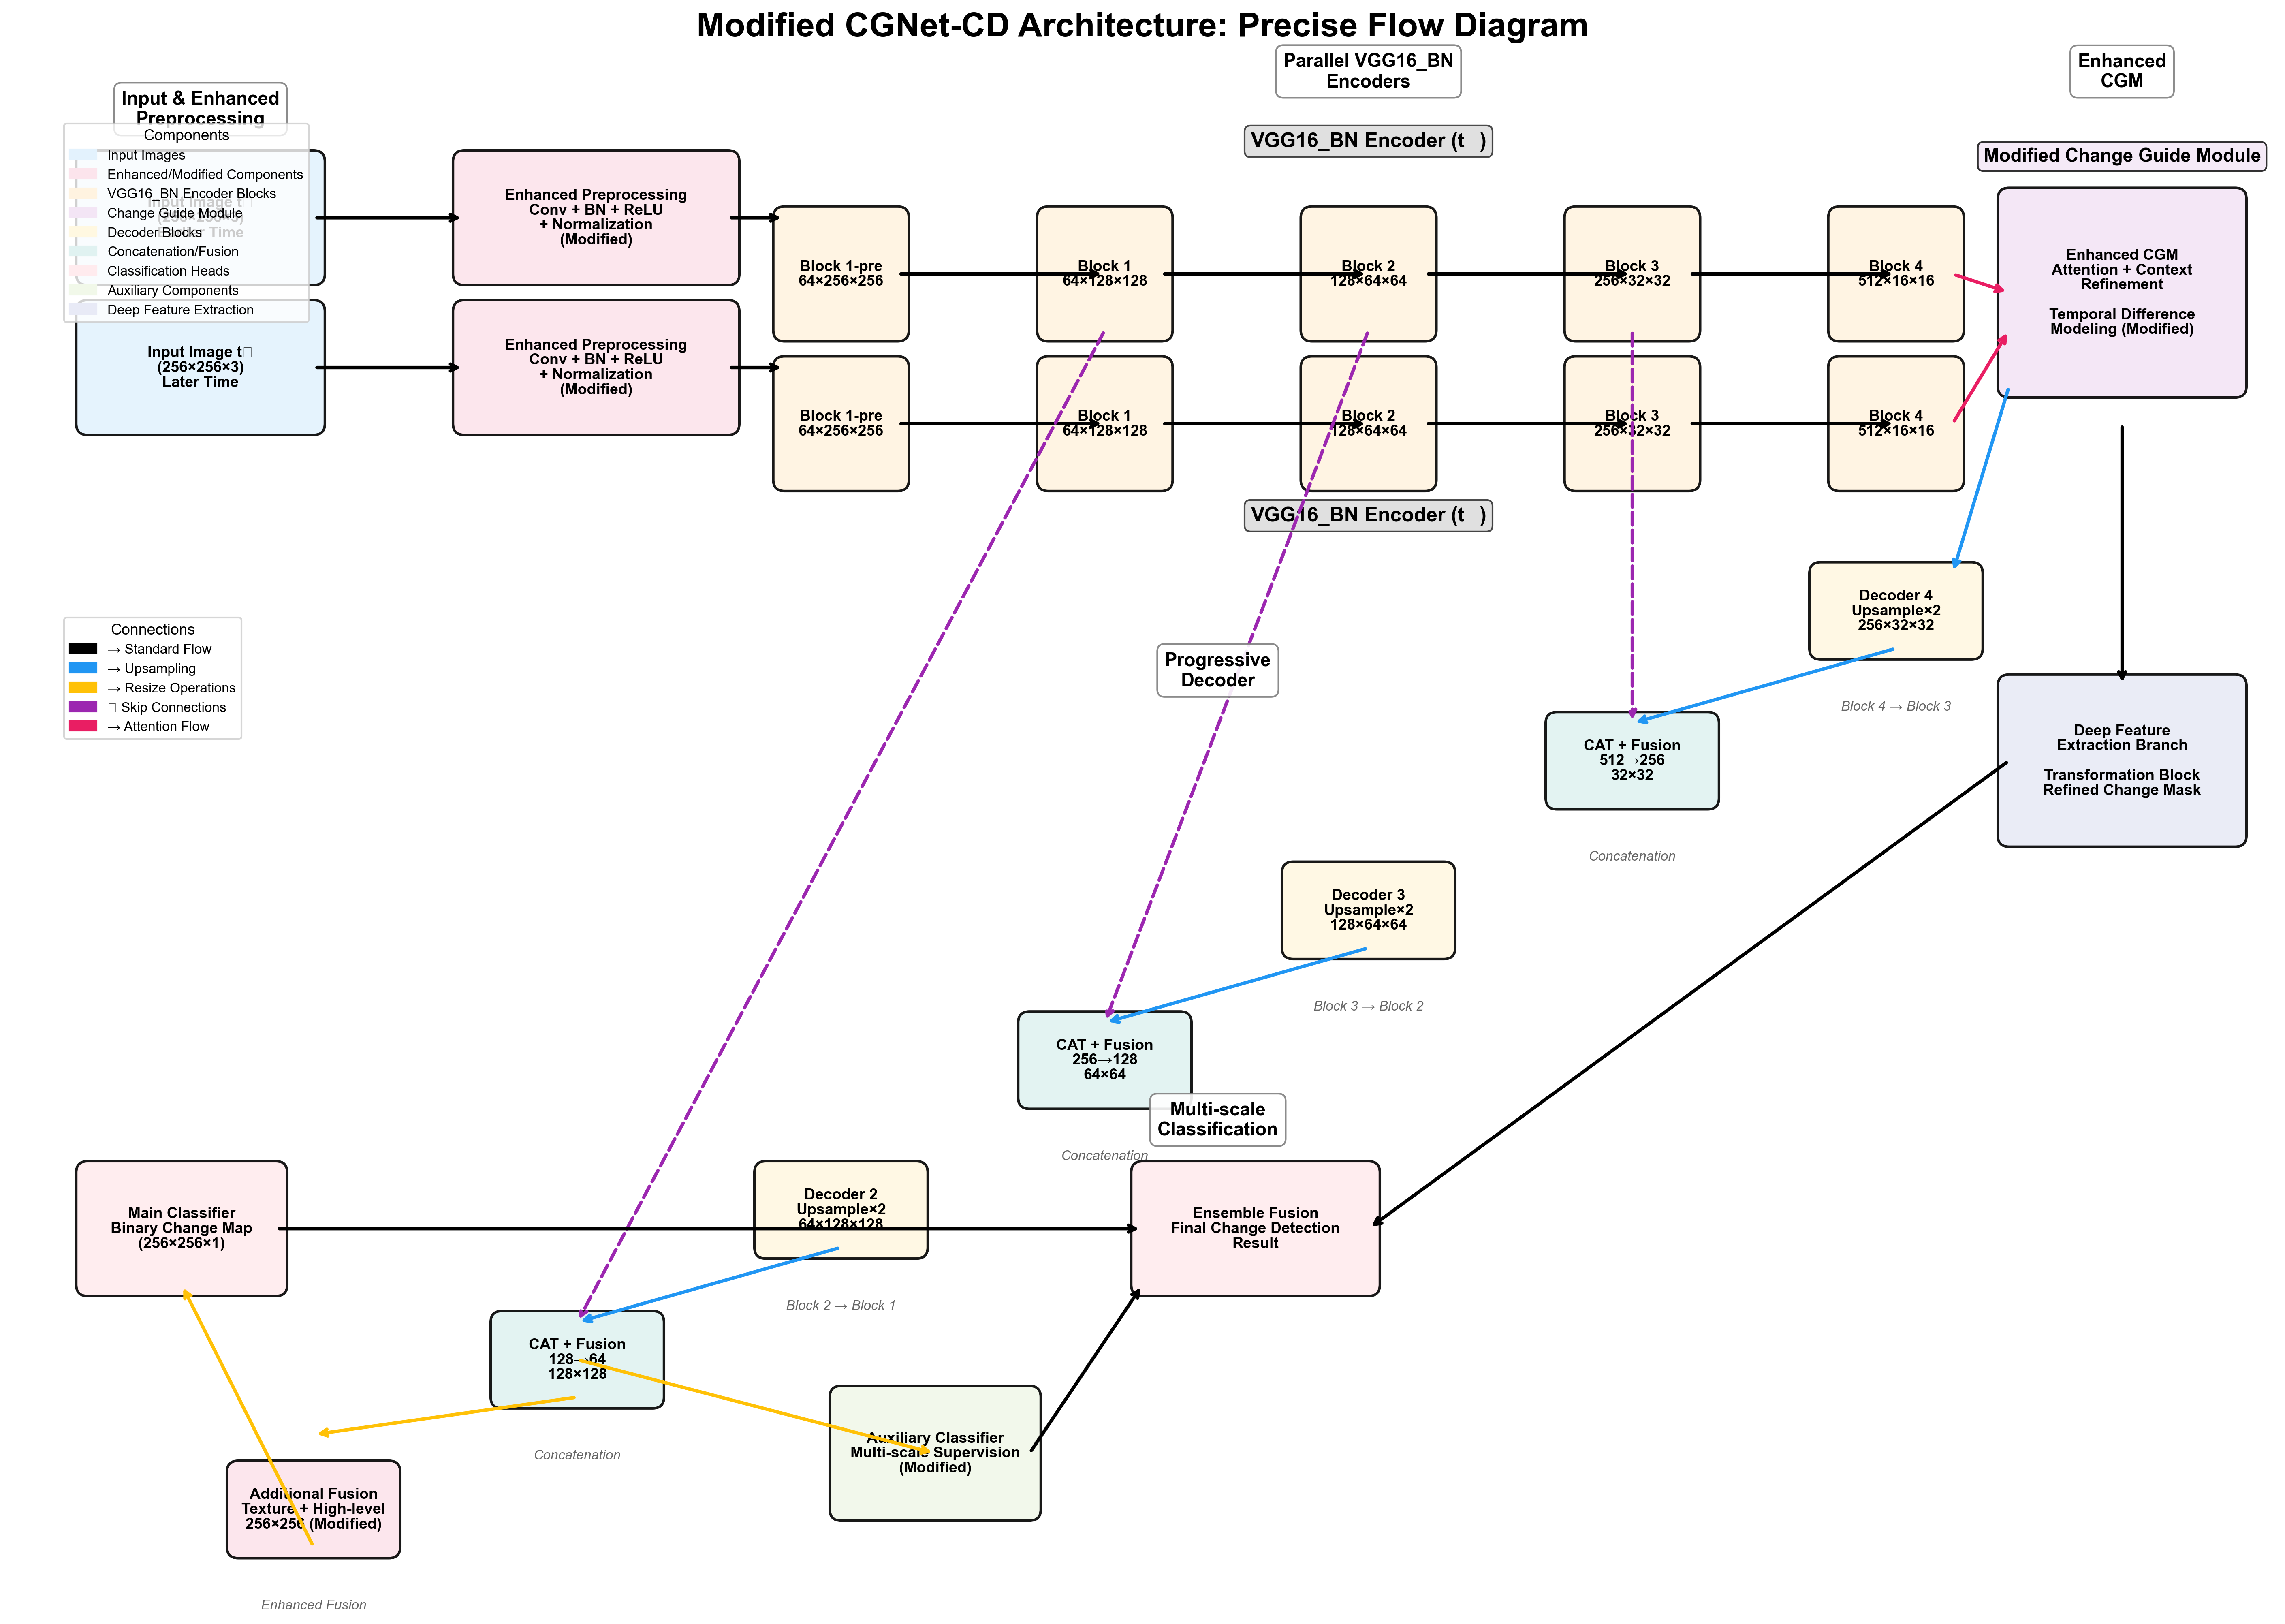 Modified CGNet-CD Architecture: Precise Flow Diagram
Parallel VGG16_BN
Encoders
Enhanced
CGM
Input & Enhanced
Preprocessing
Components
Input Images
Enhanced/Modified Components
VGG16_BN Encoder Blocks
Change Guide Module
Decoder Blocks
Concatenation/Fusion
Classification Heads
Auxiliary Components
Deep Feature Extraction
Input Image t
(256×256×3)
Time
VGG16_BN Encoder (t▯)
Modified Change Guide Module
Enhanced Preprocessing
Conv + BN + ReLU
+ Normalization
(Modified)
Block 1-pre
64×256×256
Block 1
64×128×128
Block 2
128×64×64
Block 3
256×32×32
Block 4
512×16×16
Enhanced CGM
Attention + Context
Refinement
Temporal Difference
Modeling (Modified)
Input Image t▯
(256×256×3)
Later Time
Enhanced Preprocessing
Conv + BN + ReLU
+ Normalization
(Modified)
Block 1-pre
64×256×256
Block 1
64×128×128
Block 2
128×64×64
Block 3
256×32×32
Block 4
512×16×16
VGG16_BN Encoder (t▯)
Connections
→ Standard Flow
→ Upsampling
→ Resize Operations
▯ Skip Connections
→ Attention Flow
Progressive
Decoder
Decoder 4
Upsample×2
256×32×32
Block 4 → Block 3
CAT + Fusion
512→256
32×32
Concatenation
Deep Feature
Extraction Branch
Transformation Block
Refined Change Mask
Decoder 3
Upsample×2
128×64×64
Block 3 → Block 2
CAT + Fusion
256→128
64×64
Concatenation
Multi-scale
Classification
Main Classifier
Binary Change Map
(256×256×1)
Decoder 2
Upsample×2
64×128×128
Block 2 → Block 1
Ensemble Fusion
Final Change Detection
Result
CAT + Fusion
128→64
128×128
Concatenation
Auxiliary Classifier
Multi-scale Supervision
(Modified)
Additional Fusion
Texture + High-level
256×256 (Modified)
Enhanced Fusion